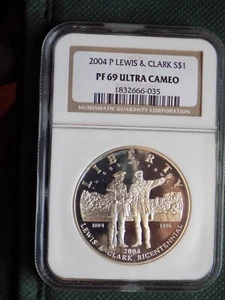 2004 P LEWIS & CLARK S$1
PF 69 ULTRA CAMEO
1832666-035
NUMISMATIC GUARANTY CORPORATION
LIBERTY
1804 1806
2004
LEWIS & CLARK BICENTENNIAL